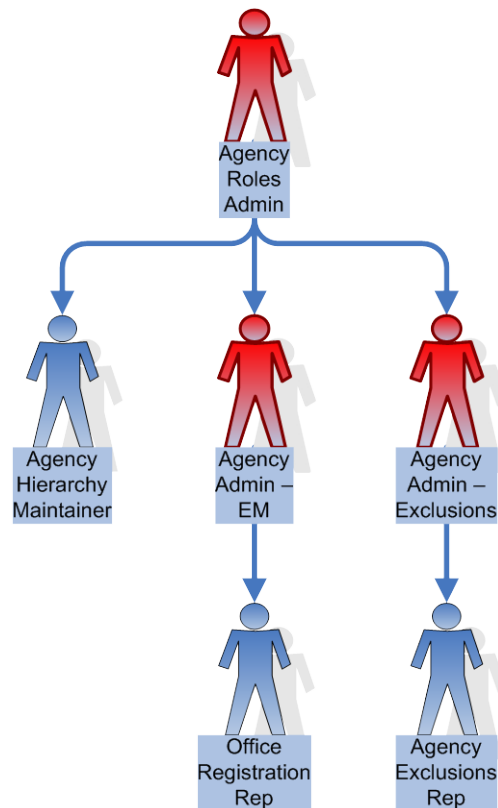 Agency
Roles
Admin
Agency
Hierarchy
Maintainer
Agency
Admin –
EM
Agency
Admin –
Exclusions
Office
Registration
Rep
Agency
Exclusions
Rep